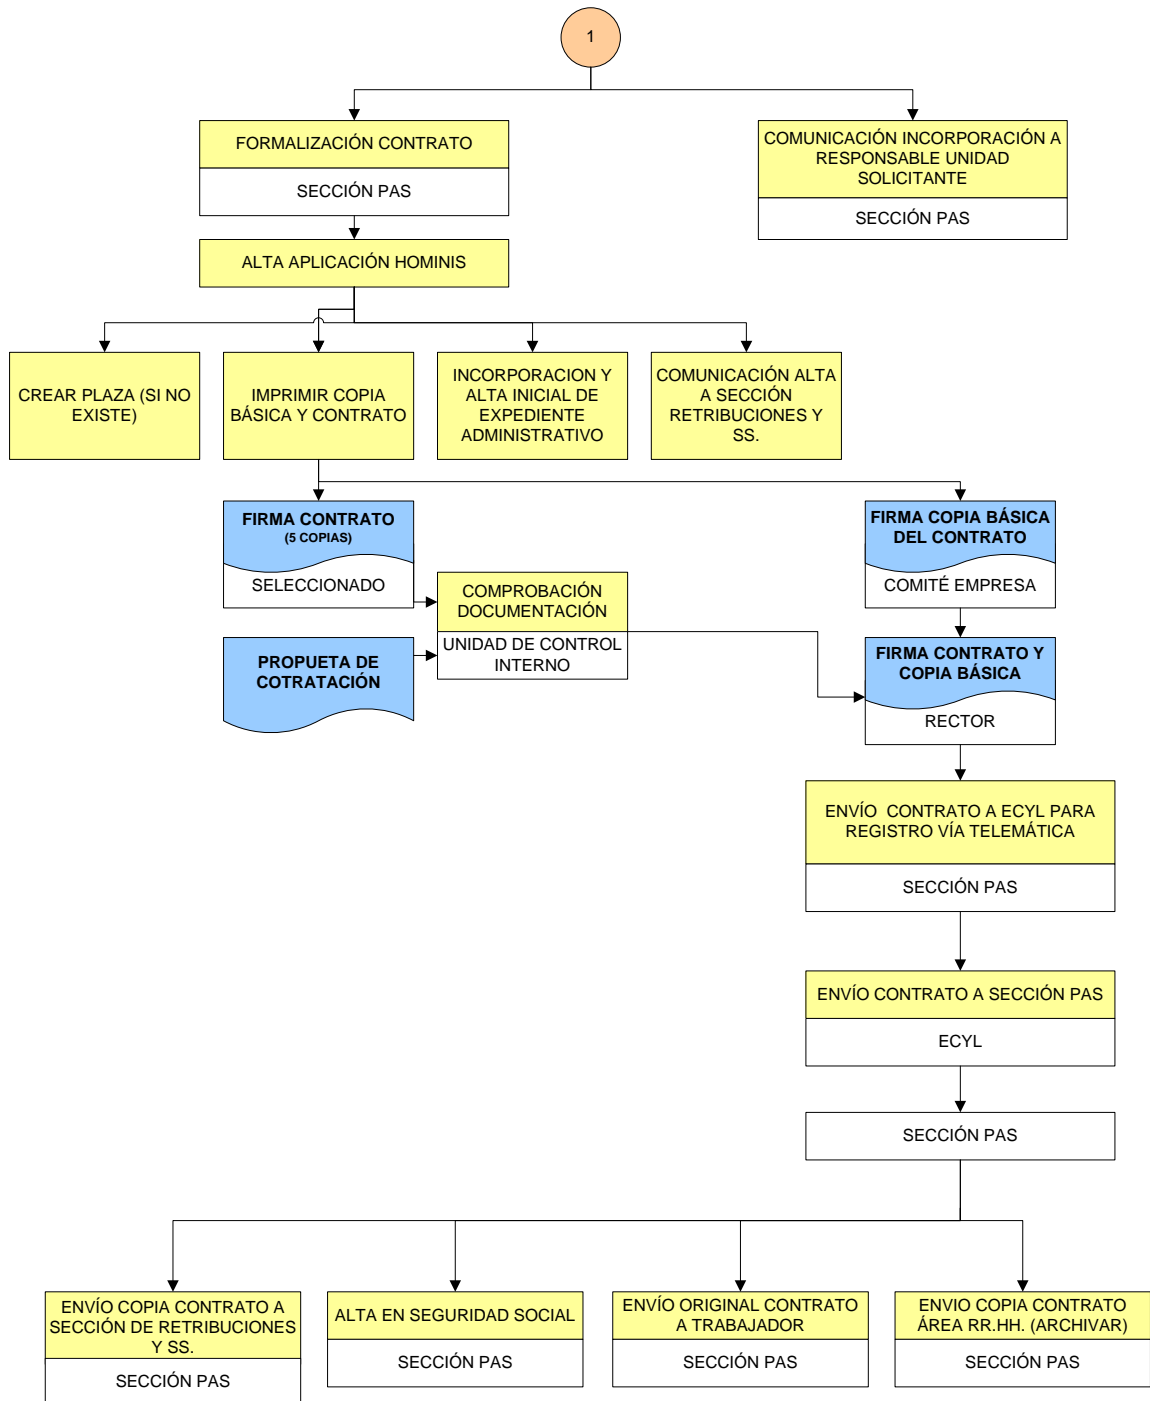 1
FORMALIZACIÓN CONTRATO
SECCIÓN PAS
COMUNICACIÓN INCORPORACIÓN A
RESPONSABLE UNIDAD
SOLICITANTE
SECCIÓN PAS
ALTA APLICACIÓN HOMINIS
CREAR PLAZA (SI NO
EXISTE)
IMPRIMIR COPIA
BÁSICA Y CONTRATO
INCORPORACION Y
ALTA INICIAL DE
EXPEDIENTE
ADMINISTRATIVO
COMUNICACIÓN ALTA
A SECCIÓN
RETRIBUCIONES Y
SS.
FIRMA CONTRATO
(5 COPIAS)
SELECCIONADO
FIRMA COPIA BÁSICA
DEL CONTRATO
COMITÉ EMPRESA
COMPROBACIÓN
DOCUMENTACIÓN
UNIDAD DE CONTROL
INTERNO
PROPUETA DE
COTRATACIÓN
FIRMA CONTRATO Y
COPIA BÁSICA
RECTOR
ENVÍO CONTRATO A ECYL PARA
REGISTRO VÍA TELEMÁTICA
SECCIÓN PAS
ENVÍO CONTRATO A SECCIÓN PAS
ECYL
SECCIÓN PAS
ENVÍO COPIA CONTRATO A
SECCIÓN DE RETRIBUCIONES
Y SS.
SECCIÓN PAS
ALTA EN SEGURIDAD SOCIAL
SECCIÓN PAS
ENVÍO ORIGINAL CONTRATO
A TRABAJADOR
SECCIÓN PAS
ENVIO COPIA CONTRATO
ÁREA RR.HH. (ARCHIVAR)
SECCIÓN PAS